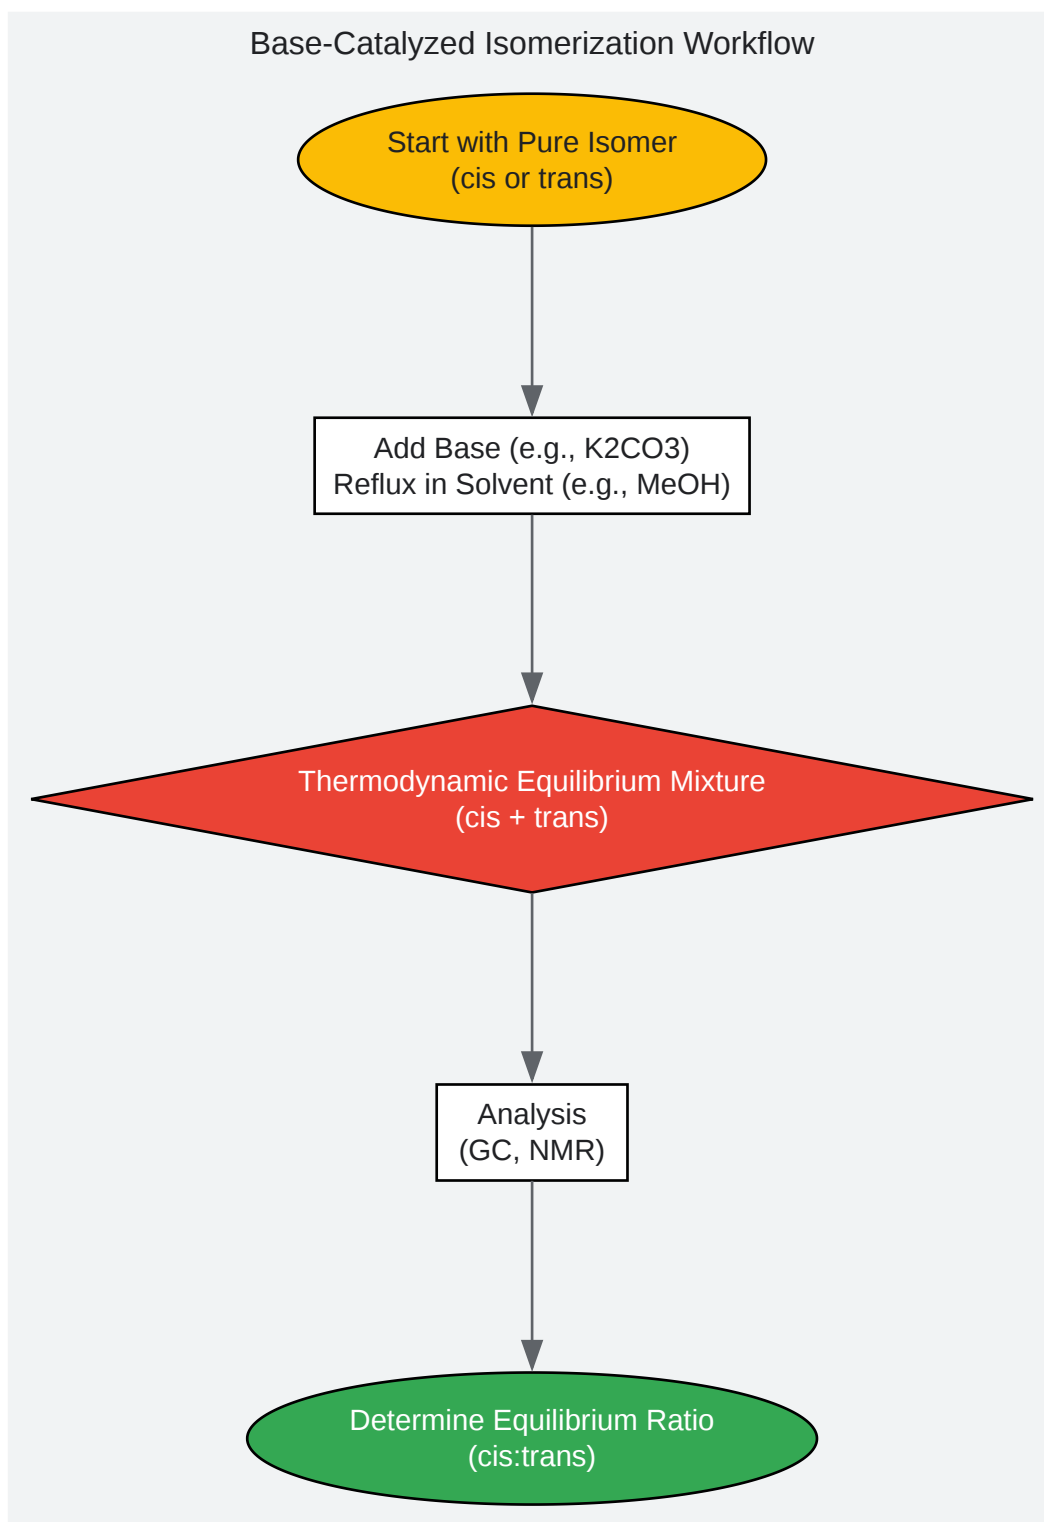 Base-Catalyzed Isomerization Workflow
Start with Pure Isomer
(cis or trans)
Add Base (e.g., K2CO3)
Reflux in Solvent (e.g., MeOH)
Thermodynamic Equilibrium Mixture
(cis + trans)
Analysis
(GC, NMR)
Determine Equilibrium Ratio
(cis:trans)